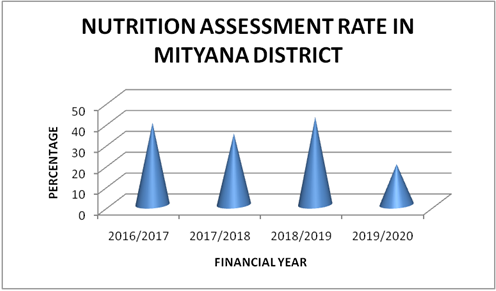 NUTRITION ASSESSMENT RATE IN
MITYANA DISTRICT
PERCENTAGE
50
40
30
20
10
0
2016/2017 2017/2018 2018/2019 2019/2020
FINANCIAL YEAR